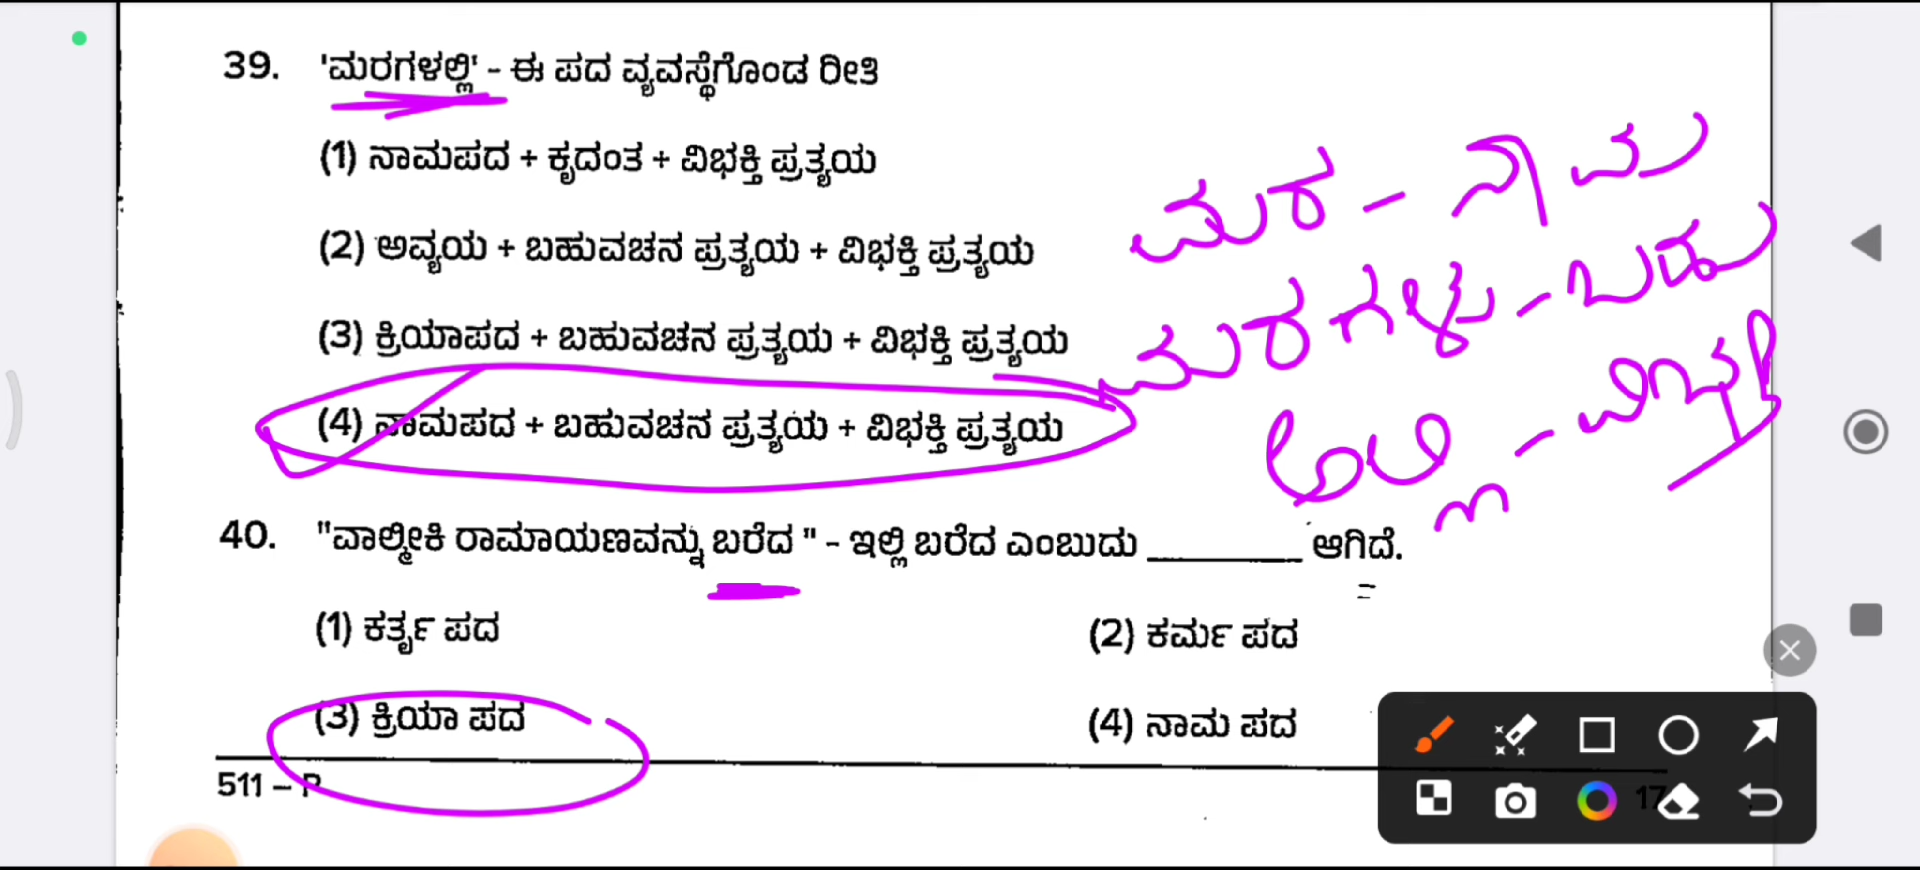 39. 'ಮರಗಳಲ್ಲಿ' - ಈ ಪದ ವ್ಯವಸ್ಥೆಗೊಂಡ ರೀತಿ
(1) ನಾಮಪದ + ಕೃದಂತ + ವಿಭಕ್ತಿ ಪ್ರತ್ಯಯ
(2) ಅವ್ಯಯ + ಬಹುವಚನ ಪ್ರತ್ಯಯ + ವಿಭಕ್ತಿ ಪ್ರತ್ಯಯ
(3) ಕ್ರಿಯಾಪದ + ಬಹುವಚನ ಪ್ರತ್ಯಯ + ವಿಭಕ್ತಿ ಪ್ರತ್ಯಯ
(4) ನಾಮಪದ + ಬಹುವಚನ ಪ್ರತ್ಯಯ + ವಿಭಕ್ತಿ ಪ್ರತ್ಯಯ
ಮರ - ನಾಮ
ಮರಗಳು - ಬಹು
ಅಲ್ಲಿ -
40. "ವಾಲ್ಮೀಕಿ ರಾಮಾಯಣವನ್ನು ಬರೆದ" - ಇಲ್ಲಿ ಬರೆದ ಎಂಬುದು ________ ಆಗಿದೆ.
(1) ಕರ್ತೃ ಪದ
(2) ಕರ್ಮ ಪದ
(3) ಕ್ರಿಯಾ ಪದ
(4) ನಾಮ ಪದ
511 – P
17